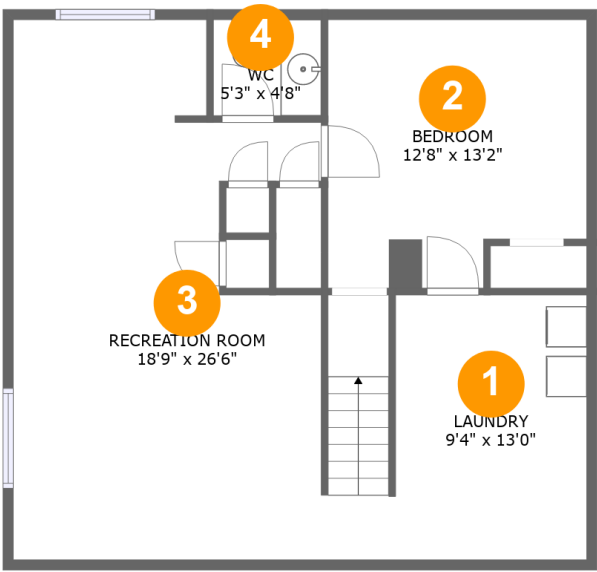 4
WC
5'3" x 4'8"
2
BEDROOM
12'8" x 13'2"
3
RECREATION ROOM
18'9" x 26'6"
1
LAUNDRY
9'4" x 13'0"